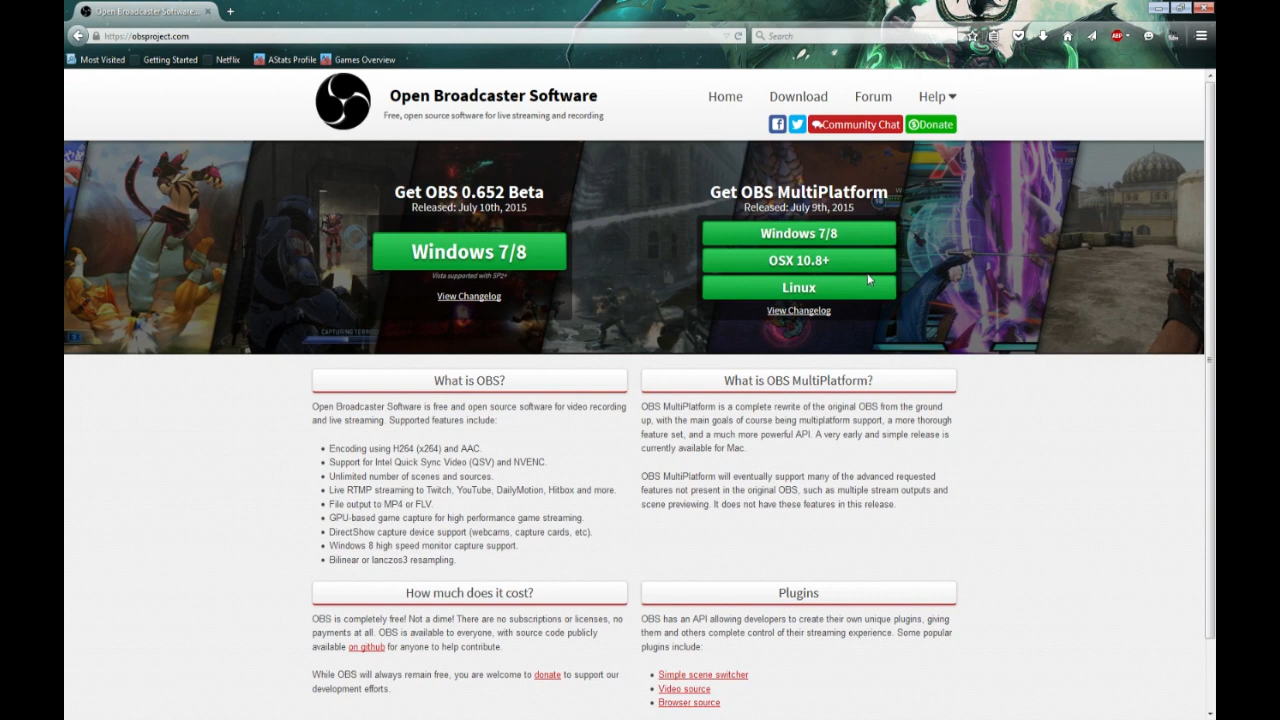 Open Broadcaster Software...
https://obsproject.com
Search
ABP
Most Visited
Getting Started
Netflix
AStats Profile
Games Overview
Open Broadcaster Software
Free, open source software for live streaming and recording
Home
Download
Forum
Help
Community Chat
Donate
Get OBS 0.652 Beta
Released: July 10th, 2015
Windows 7/8
Vista supported with SP2+
View Changelog
CAPTURING
Get OBS MultiPlatform
Released: July 9th, 2015
Windows 7/8
OSX 10.8+
Linux
View Changelog
What is OBS?
Open Broadcaster Software is free and open source software for video recording
and live streaming. Supported features include:
• Encoding using H264 (x264) and AAC.
• Support for Intel Quick Sync Video (QSV) and NVENC.
• Unlimited number of scenes and sources.
• Live RTMP streaming to Twitch, YouTube, DailyMotion, Hitbox and more.
• File output to MP4 or FLV.
• GPU-based game capture for high performance game streaming.
• DirectShow capture device support (webcams, capture cards, etc).
• Windows 8 high speed monitor capture support.
• Bilinear or lanczos3 resampling.
What is OBS MultiPlatform?
OBS MultiPlatform is a complete rewrite of the original OBS from the ground
up, with the main goals of course being multiplatform support, a more thorough
feature set, and a much more powerful API. A very early and simple release is
currently available for Mac.
OBS MultiPlatform will eventually support many of the advanced requested
features not present in the original OBS, such as multiple stream outputs and
scene previewing. It does not have these features in this release.
How much does it cost?
OBS is completely free! Not a dime! There are no subscriptions or licenses, no
payments at all. OBS is available to everyone, with source code publicly
available on github for anyone to help contribute.
While OBS will always remain free, you are welcome to donate to support our
development efforts.
Plugins
OBS has an API allowing developers to create their own unique plugins, giving
them and others complete control of their streaming experience. Some popular
plugins include:
• Simple scene switcher
• Video source
• Browser source